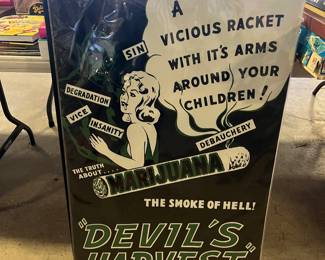 A
VICIOUS RACKET
WITH IT'S ARMS
AROUND YOUR
CHILDREN!
SIN
DEGRADATION
VICE
INSANITY
DEBAUCHERY
THE TRUTH
ABOUT....
MARIJUANA
THE SMOKE OF HELL!
"DEVIL'S
HARVEST"